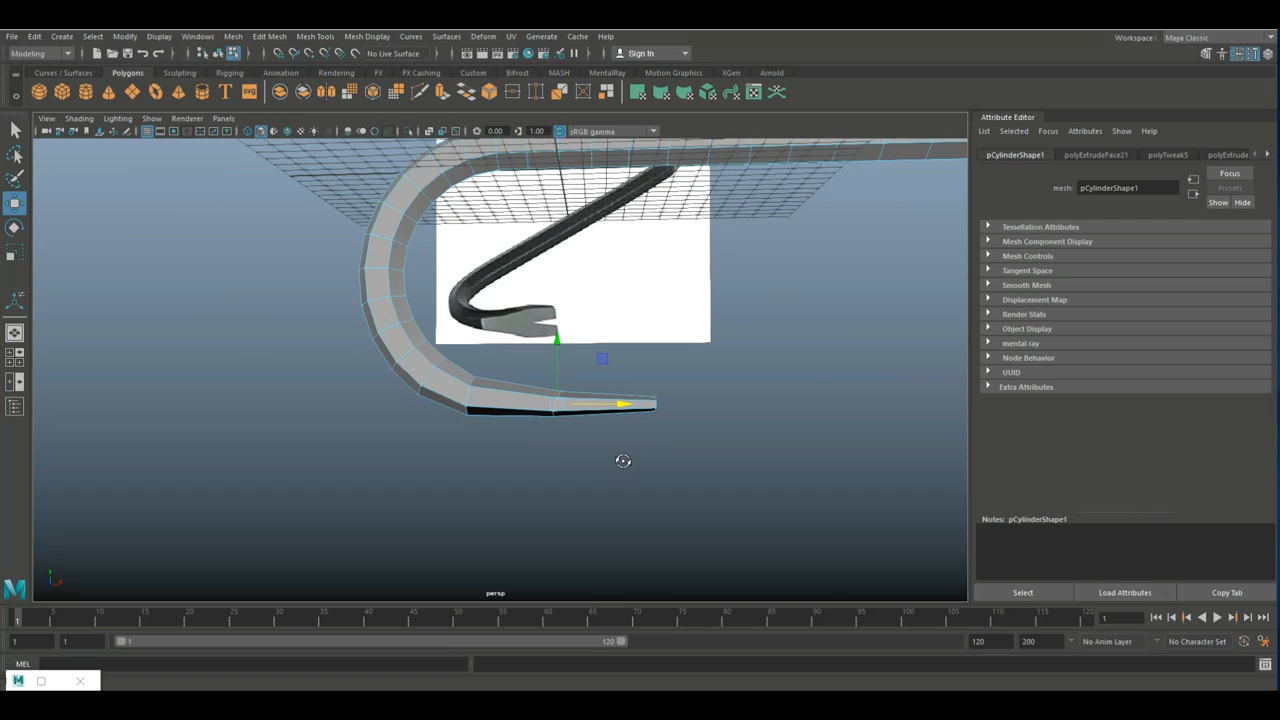 File Edit Create Select Modify Display Windows Mesh Edit Mesh Mesh Tools Mesh Display Curves Surfaces Deform UV Generate Cache Help
Workspace : Maya Classic
Modeling No Live Surface Sign In
Curves / Surfaces Polygons Sculpting Rigging Animation Rendering FX FX Caching Custom Bifrost MASH MentalRay Motion Graphics XGen Arnold
T svg
View Shading Lighting Show Renderer Panels
0.00 1.00 sRGB gamma
Attribute Editor
List Selected Focus Attributes Show Help
pCylinderShape1 polyExtrudeFace21 polyTweak5 polyExtrude
mesh: pCylinderShape1
Focus
Presets
Show Hide
Tessellation Attributes
Mesh Component Display
Mesh Controls
Tangent Space
Smooth Mesh
Displacement Map
Render Stats
Object Display
mental ray
Node Behavior
UUID
Extra Attributes
Notes: pCylinderShape1
Select Load Attributes Copy Tab
persp
5 10 15 20 25 30 35 40 45 50 55 60 65 70 75 80 85 90 95 100 105 110 115 120
1 1
1 1 1 120 120 200 No Anim Layer No Character Set
MEL
M